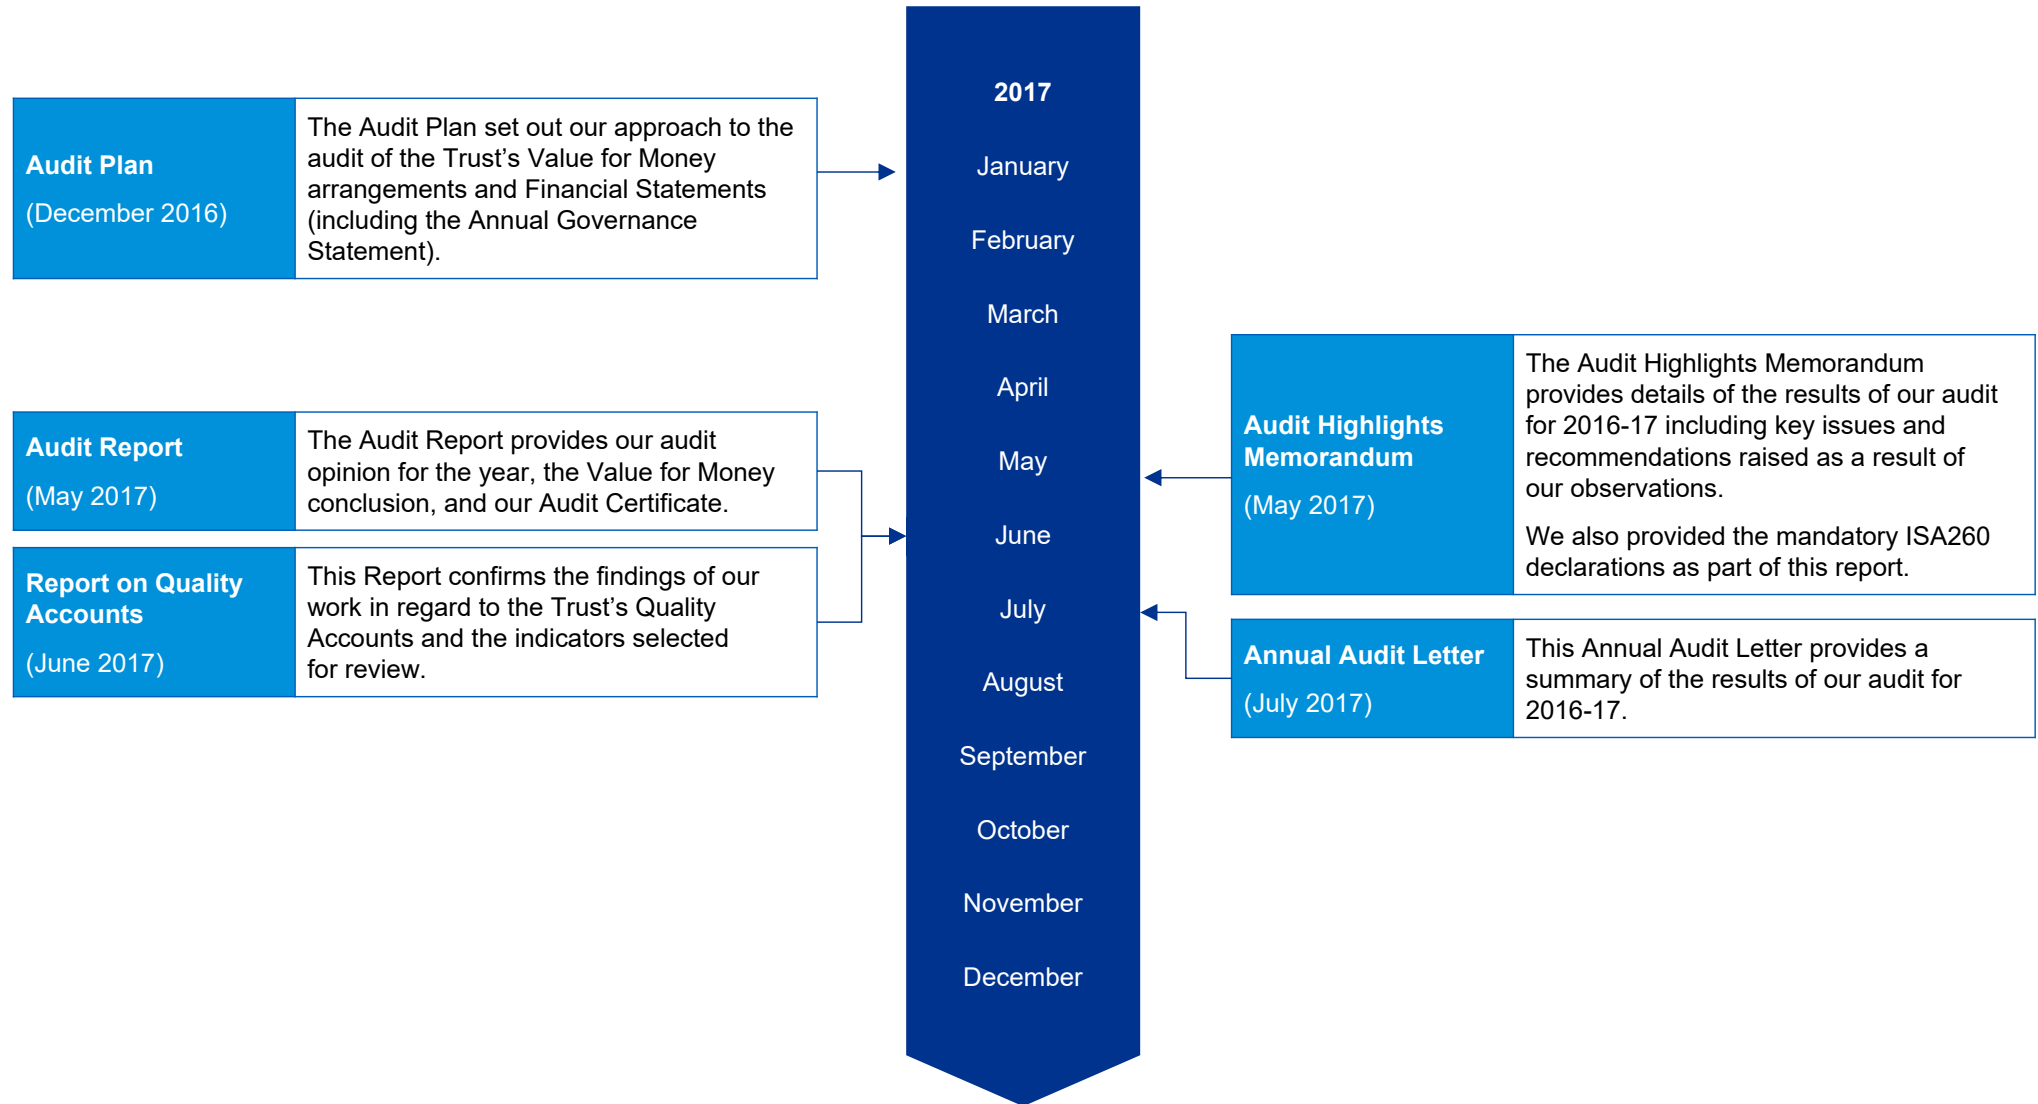 Audit Plan
(December 2016)
The Audit Plan set out our approach to the
audit of the Trust’s Value for Money
arrangements and Financial Statements
(including the Annual Governance
Statement).
Audit Report
(May 2017)
The Audit Report provides our audit
opinion for the year, the Value for Money
conclusion, and our Audit Certificate.
Report on Quality
Accounts
(June 2017)
This Report confirms the findings of our
work in regard to the Trust’s Quality
Accounts and the indicators selected
for review.
2017
January
February
March
April
May
June
July
August
September
October
November
December
Audit Highlights
Memorandum
(May 2017)
The Audit Highlights Memorandum
provides details of the results of our audit
for 2016-17 including key issues and
recommendations raised as a result of
our observations.
We also provided the mandatory ISA260
declarations as part of this report.
Annual Audit Letter
(July 2017)
This Annual Audit Letter provides a
summary of the results of our audit for
2016-17.